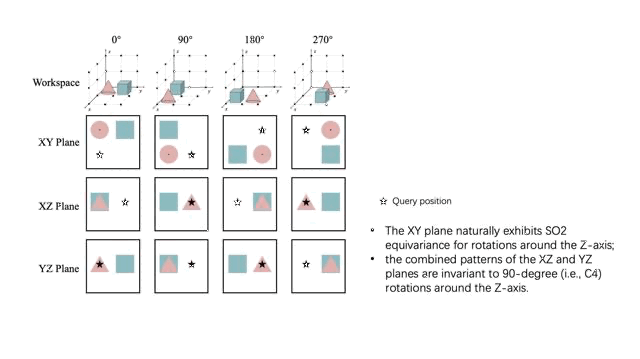 0° 90° 180° 270°
Workspace
XY Plane
XZ Plane
YZ Plane
Query position
The XY plane naturally exhibits SO2
equivariance for rotations around the Z-axis;
the combined patterns of the XZ and YZ
planes are invariant to 90-degree (i.e., C4)
rotations around the Z-axis.